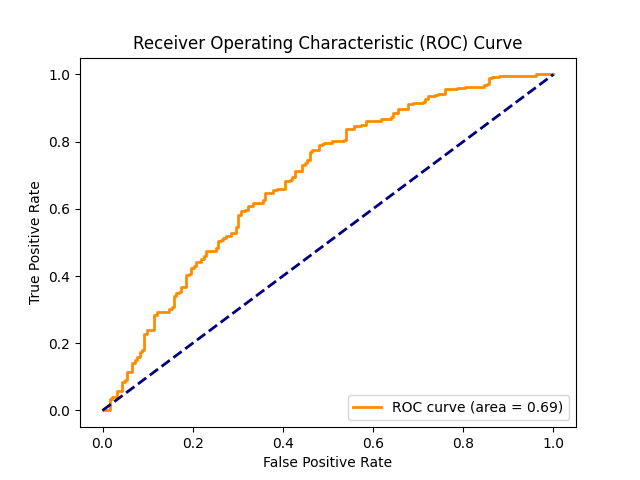 Receiver Operating Characteristic (ROC) Curve
1.0
0.8
0.6
0.4
0.2
0.0
True Positive Rate
ROC curve (area = 0.69)
0.0 0.2 0.4 0.6 0.8 1.0
False Positive Rate